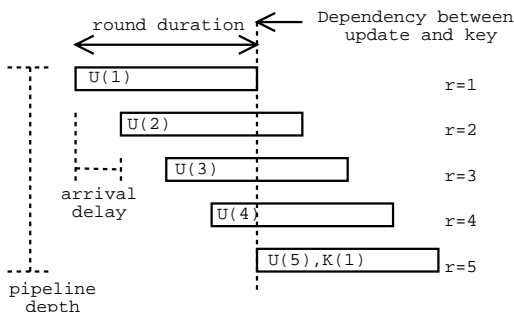 round duration
Dependency between
update and key
U(1)
r=1
U(2)
r=2
U(3)
r=3
arrival
delay
U(4)
r=4
U(5),K(1)
r=5
pipeline
depth